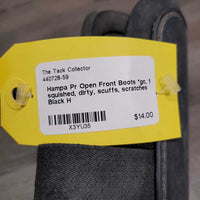 The Tack Collector
440728-59
Hampa Pr Open Front Boots *gc, 1
squished, dirty, scuffs, scratches
Black H
X3YU35
$14.00